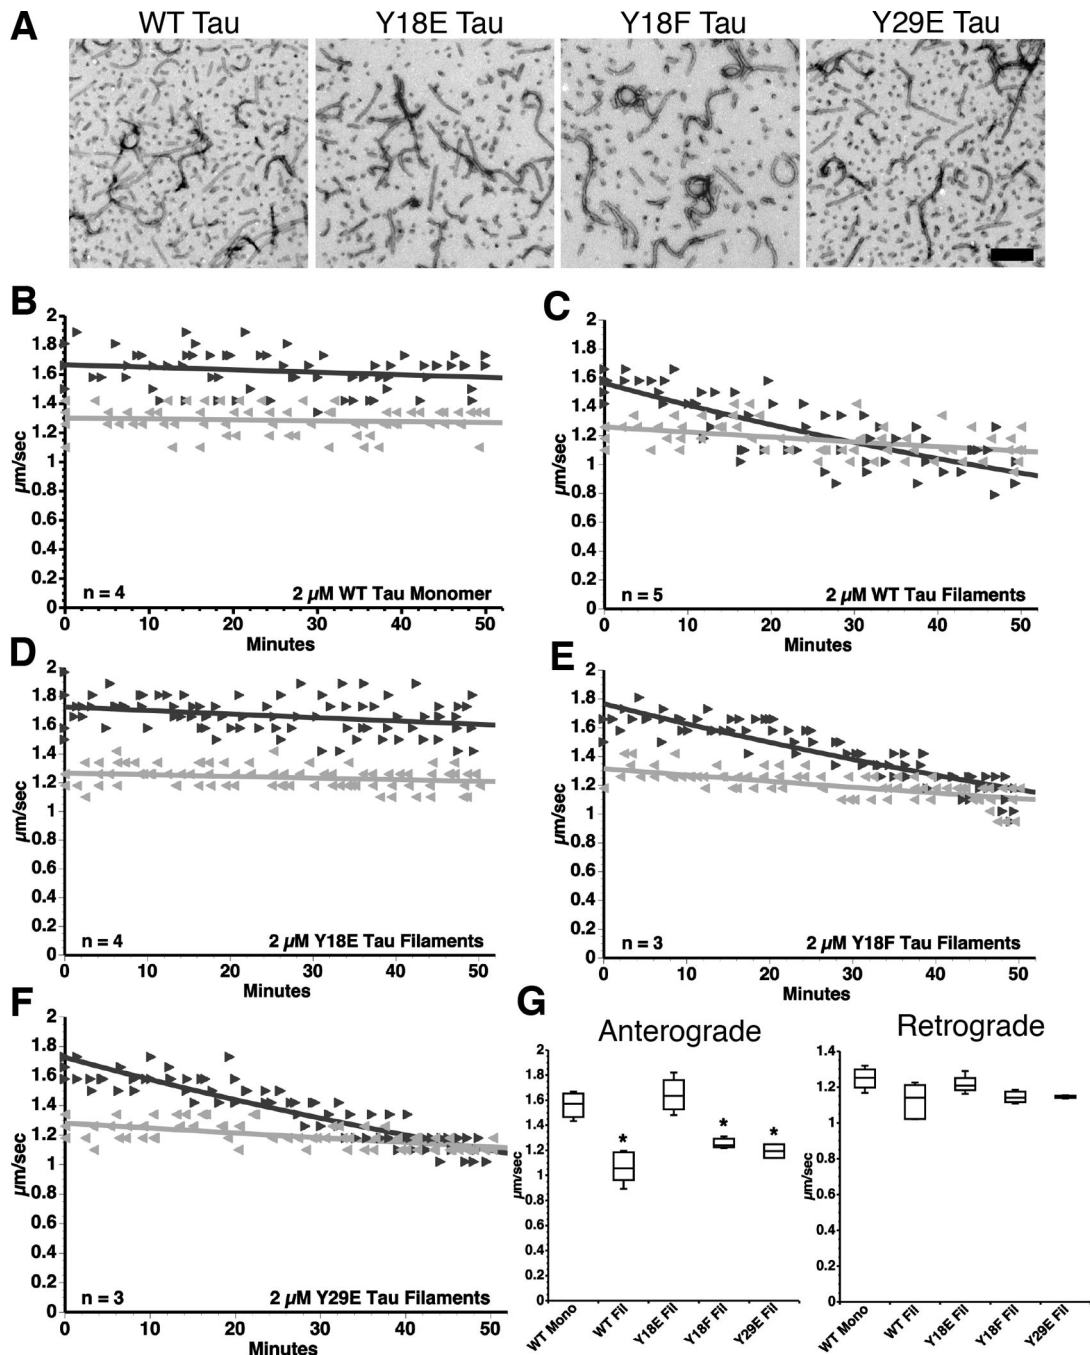 A
WT Tau
Y18E Tau
Y18F Tau
Y29E Tau
B
2
1.8
1.6
1.4
1.2
1
0.8
0.6
0.4
0.2
0
µm/sec
n = 4
2 µM WT Tau Monomer
0 10 20 30 40 50
Minutes
C
2
1.8
1.6
1.4
1.2
1
0.8
0.6
0.4
0.2
0
µm/sec
n = 5
2 µM WT Tau Filaments
0 10 20 30 40 50
Minutes
D
2
1.8
1.6
1.4
1.2
1
0.8
0.6
0.4
0.2
0
µm/sec
n = 4
2 µM Y18E Tau Filaments
0 10 20 30 40 50
Minutes
E
2
1.8
1.6
1.4
1.2
1
0.8
0.6
0.4
0.2
0
µm/sec
n = 3
2 µM Y18F Tau Filaments
0 10 20 30 40 50
Minutes
F
2
1.8
1.6
1.4
1.2
1
0.8
0.6
0.4
0.2
0
µm/sec
n = 3
2 µM Y29E Tau Filaments
0 10 20 30 40 50
Minutes
G
Anterograde
2
1.8
1.6
1.4
1.2
1
0.8
0.6
0.4
0.2
0
µm/sec
*
*
*
WT Mono
WT Fil
Y18E Fil
Y18F Fil
Y29E Fil
Retrograde
1.4
1.2
1
0.8
0.6
0.4
0.2
0
µm/sec
WT Mono
WT Fil
Y18E Fil
Y18F Fil
Y29E Fil